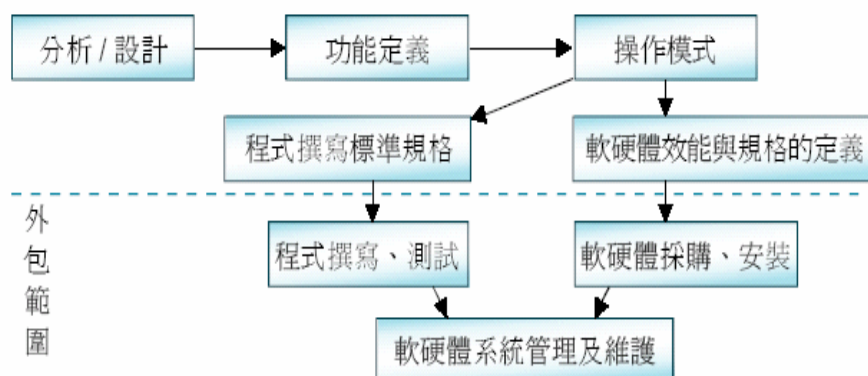 分析 / 設計
功能定義
操作模式
程式撰寫標準規格
軟硬體效能與規格的定義
外包範圍
程式撰寫、測試
軟硬體採購、安裝
軟硬體系統管理及維護